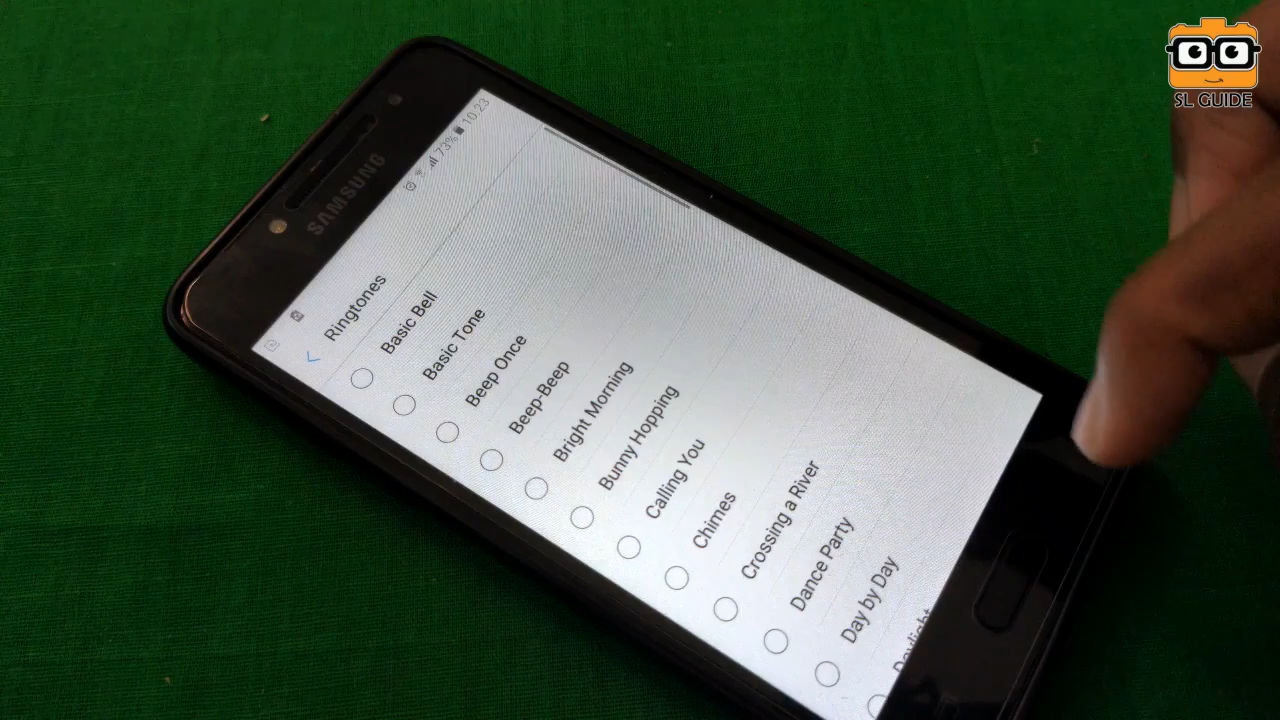 SL GUIDE
SAMSUNG
73% 10.23
Ringtones
Basic Bell
Basic Tone
Beep Once
Beep-Beep
Bright Morning
Bunny Hopping
Calling You
Chimes
Crossing a River
Dance Party
Day by Day
Daylight